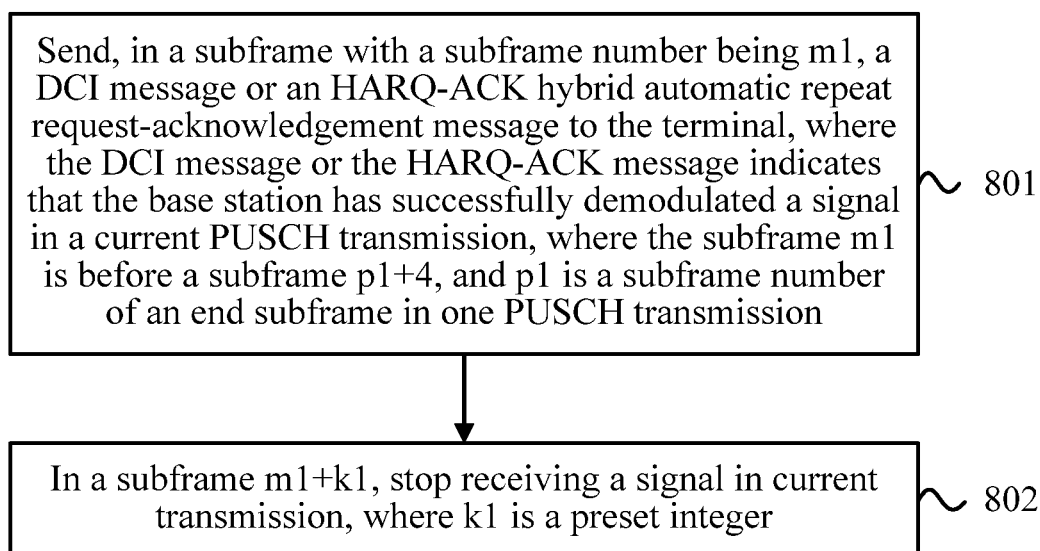 Send, in a subframe with a subframe number being m1, a
DCI message or an HARQ-ACK hybrid automatic repeat
request-acknowledgement message to the terminal, where
the DCI message or the HARQ-ACK message indicates
that the base station has successfully demodulated a signal
in a current PUSCH transmission, where the subframe m1
is before a subframe p1+4, and p1 is a subframe number
of an end subframe in one PUSCH transmission
801
In a subframe m1+k1, stop receiving a signal in current
transmission, where k1 is a preset integer
802